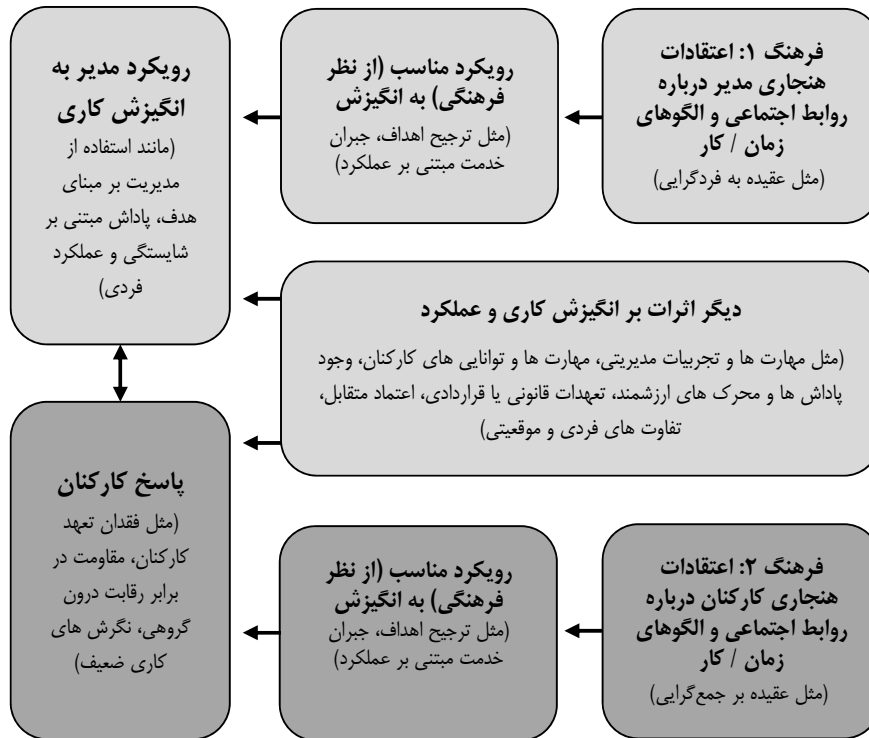 فرهنگ ۱: اعتقادات
هنجاری مدیر درباره
روابط اجتماعی و الگوهای
زمان / کار
(مثل عقیده به فردگرایی)
رویکرد مناسب (از نظر
فرهنگی) به انگیزش
(مثل ترجیح اهداف، جبران
خدمت مبتنی بر عملکرد)
رویکرد مدیر به
انگیزش کاری
(مانند استفاده از
مدیریت بر مبنای
هدف، پاداش مبتنی بر
شایستگی و عملکرد
فردی)
دیگر اثرات بر انگیزش کاری و عملکرد
(مثل مهارت ها و تجربیات مدیریتی، مهارت ها و توانایی های کارکنان، وجود
پاداش ها و محرک های ارزشمند، تعهدات قانونی یا قراردادی، اعتماد متقابل،
تفاوت های فردی و موقعیتی)
فرهنگ ۲: اعتقادات
هنجاری کارکنان درباره
روابط اجتماعی و الگوهای
زمان / کار
(مثل عقیده بر جمع‌گرایی)
رویکرد مناسب (از نظر
فرهنگی) به انگیزش
(مثل ترجیح اهداف، جبران
خدمت مبتنی بر عملکرد)
پاسخ کارکنان
(مثل فقدان تعهد
کارکنان، مقاومت در
برابر رقابت درون
گروهی، نگرش های
کاری ضعیف)